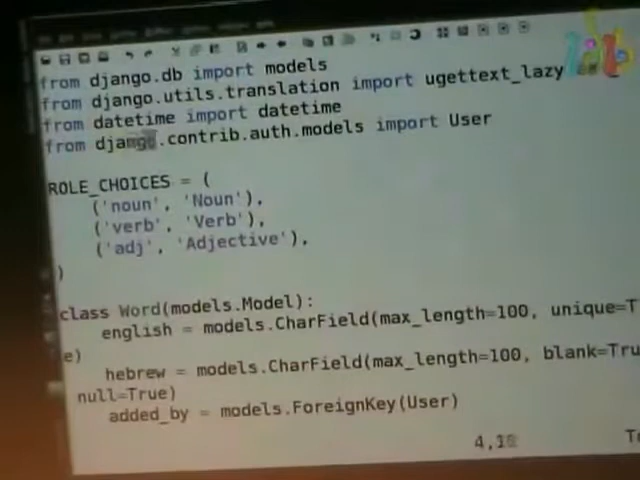 from django.db import models
from django.utils.translation import ugettext_lazy
from datetime import datetime
from django.contrib.auth.models import User
ROLE_CHOICES = (
('noun', 'Noun'),
('verb', 'Verb'),
('adj', 'Adjective'),
)
class Word(models.Model):
english = models.CharField(max_length=100, unique=T
e)
hebrew = models.CharField(max_length=100, blank=Tru
null=True)
added_by = models.ForeignKey(User)